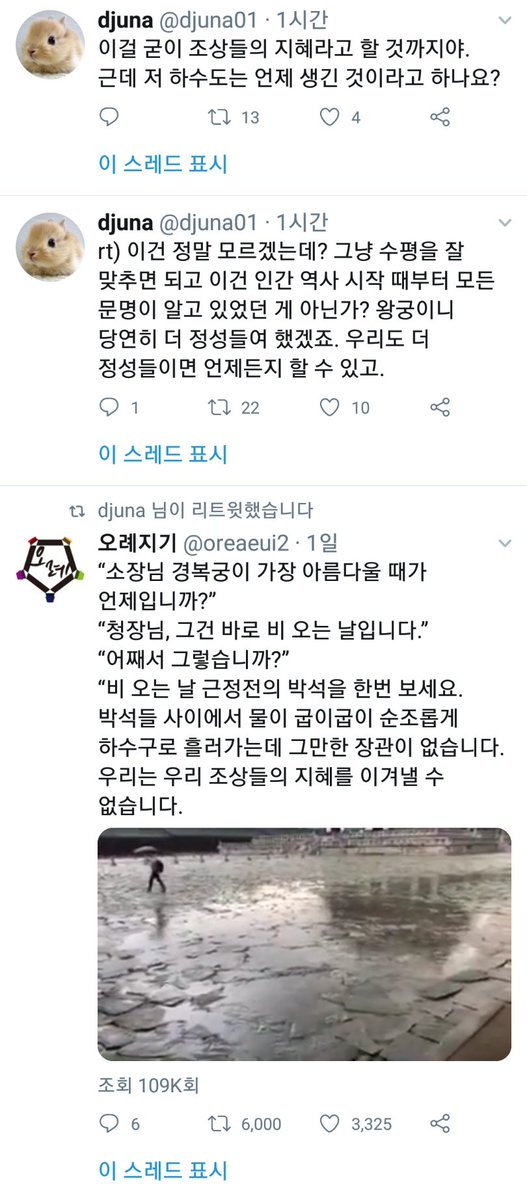 djuna @djuna01 · 1시간
이걸 굳이 조상들의 지혜라고 할 것까지야.
근데 저 하수도는 언제 생긴 것이라고 하나요?
13 4
이 스레드 표시
djuna @djuna01 · 1시간
rt) 이건 정말 모르겠는데? 그냥 수평을 잘
맞추면 되고 이건 인간 역사 시작 때부터 모든
문명이 알고 있었던 게 아닌가? 왕궁이니
당연히 더 정성들여 했겠죠. 우리도 더
정성들이면 언제든지 할 수 있고.
1 22 10
이 스레드 표시
djuna 님이 리트윗했습니다
오례
오례지기 @oreaeui2 · 1일
“소장님 경복궁이 가장 아름다울 때가
언제입니까?”
“청장님, 그건 바로 비 오는 날입니다.”
“어째서 그렇습니까?”
“비 오는 날 근정전의 박석을 한번 보세요.
박석들 사이에서 물이 굽이굽이 순조롭게
하수구로 흘러가는데 그만한 장관이 없습니다.
우리는 우리 조상들의 지혜를 이겨낼 수
없습니다.
조회 109K회
6 6,000 3,325
이 스레드 표시